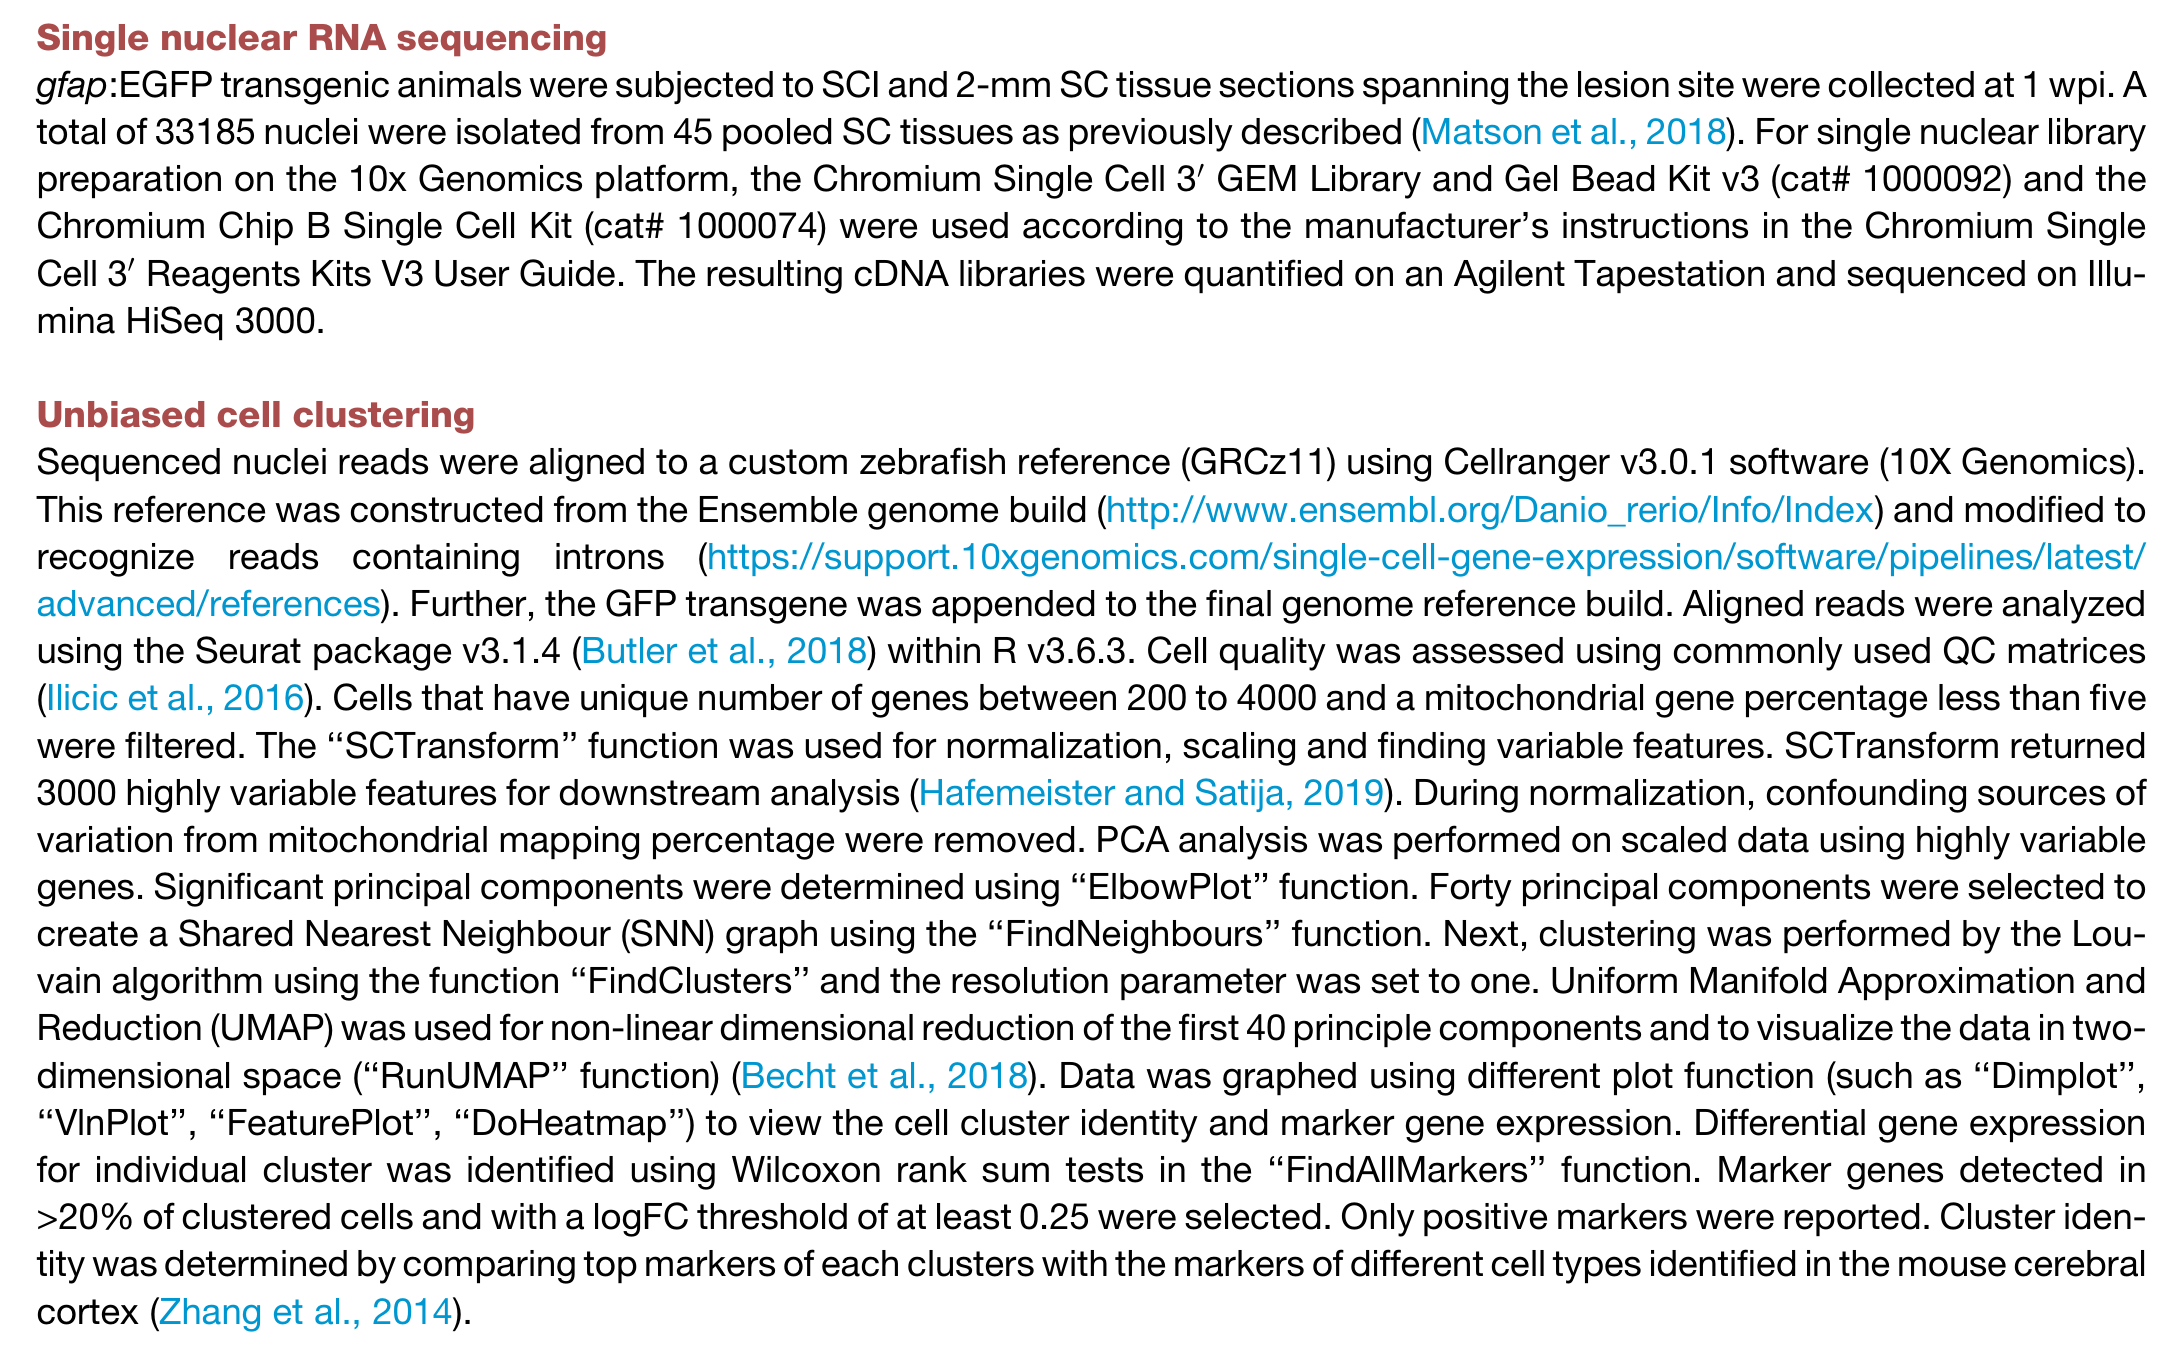 Single nuclear RNA sequencing
gfap:EGFP transgenic animals were subjected to SCI and 2-mm SC tissue sections spanning the lesion site were collected at 1 wpi. A
total of 33185 nuclei were isolated from 45 pooled SC tissues as previously described (Matson et al., 2018). For single nuclear library
preparation on the 10x Genomics platform, the Chromium Single Cell 3′ GEM Library and Gel Bead Kit v3 (cat# 1000092) and the
Chromium Chip B Single Cell Kit (cat# 1000074) were used according to the manufacturer’s instructions in the Chromium Single
Cell 3′ Reagents Kits V3 User Guide. The resulting cDNA libraries were quantified on an Agilent Tapestation and sequenced on Illu-
mina HiSeq 3000.
Unbiased cell clustering
Sequenced nuclei reads were aligned to a custom zebrafish reference (GRCz11) using Cellranger v3.0.1 software (10X Genomics).
This reference was constructed from the Ensemble genome build (http://www.ensembl.org/Danio_rerio/Info/Index) and modified to
recognize reads containing introns (https://support.10xgenomics.com/single-cell-gene-expression/software/pipelines/latest/
advanced/references). Further, the GFP transgene was appended to the final genome reference build. Aligned reads were analyzed
using the Seurat package v3.1.4 (Butler et al., 2018) within R v3.6.3. Cell quality was assessed using commonly used QC matrices
(Ilicic et al., 2016). Cells that have unique number of genes between 200 to 4000 and a mitochondrial gene percentage less than five
were filtered. The “SCTransform” function was used for normalization, scaling and finding variable features. SCTransform returned
3000 highly variable features for downstream analysis (Hafemeister and Satija, 2019). During normalization, confounding sources of
variation from mitochondrial mapping percentage were removed. PCA analysis was performed on scaled data using highly variable
genes. Significant principal components were determined using “ElbowPlot” function. Forty principal components were selected to
create a Shared Nearest Neighbour (SNN) graph using the “FindNeighbours” function. Next, clustering was performed by the Lou-
vain algorithm using the function “FindClusters” and the resolution parameter was set to one. Uniform Manifold Approximation and
Reduction (UMAP) was used for non-linear dimensional reduction of the first 40 principle components and to visualize the data in two-
dimensional space (“RunUMAP” function) (Becht et al., 2018). Data was graphed using different plot function (such as “Dimplot”,
“VlnPlot”, “FeaturePlot”, “DoHeatmap”) to view the cell cluster identity and marker gene expression. Differential gene expression
for individual cluster was identified using Wilcoxon rank sum tests in the “FindAllMarkers” function. Marker genes detected in
>20% of clustered cells and with a logFC threshold of at least 0.25 were selected. Only positive markers were reported. Cluster iden-
tity was determined by comparing top markers of each clusters with the markers of different cell types identified in the mouse cerebral
cortex (Zhang et al., 2014).